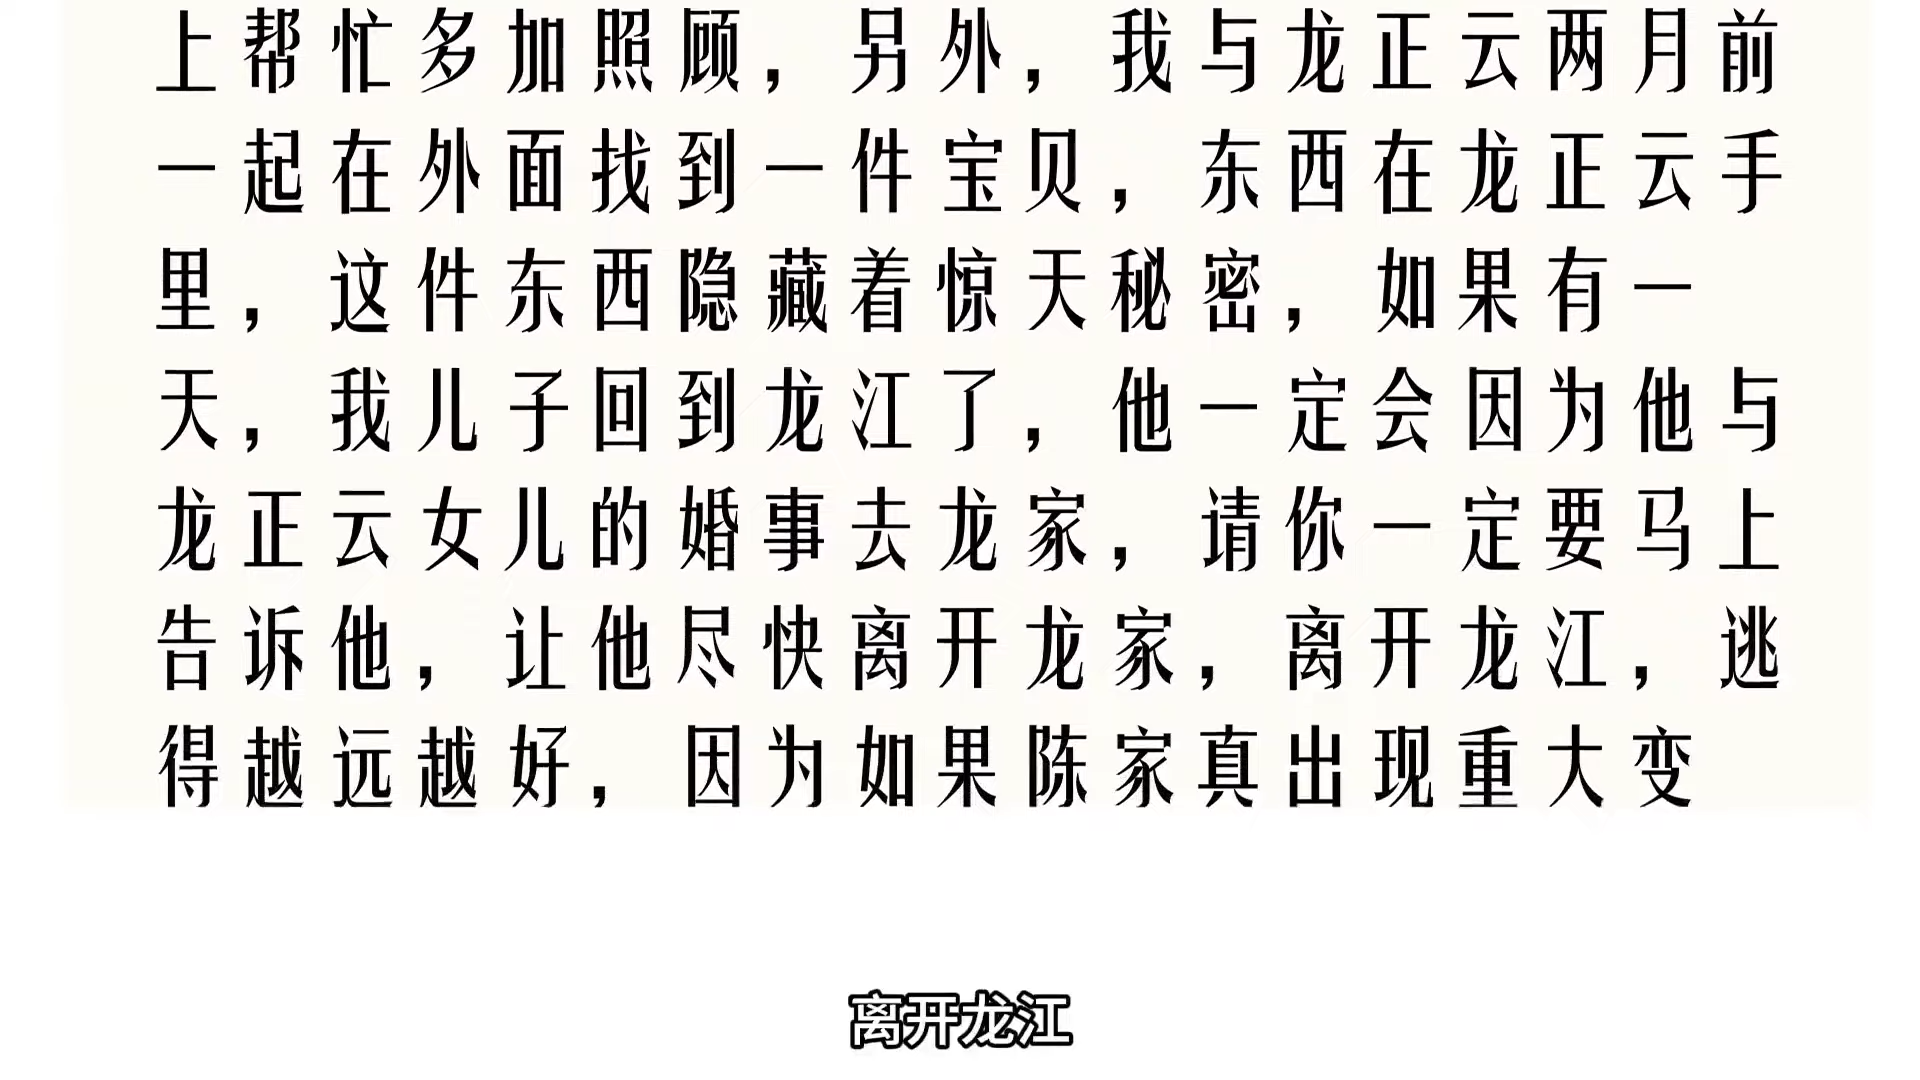 上帮忙多加照顾，另外，我与龙正云两月前
一起在外面找到一件宝贝，东西在龙正云手
里，这件东西隐藏着惊天秘密，如果有一
天，我儿子回到龙江了，他一定会因为他与
龙正云女儿的婚事去龙家，请你一定要马上
告诉他，让他尽快离开龙家，离开龙江，逃
得越远越好，因为如果陈家真出现重大变
离开龙江